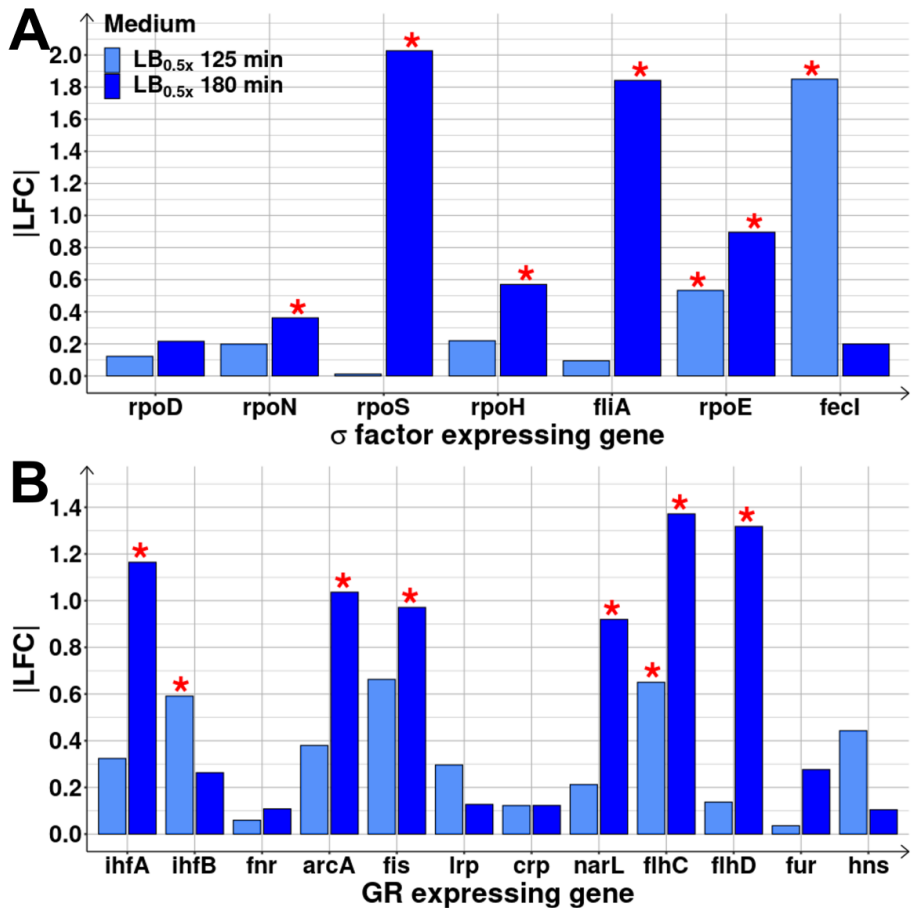 A
Medium
LB0.5x 125 min
LB0.5x 180 min
|LFC|
2.0
1.8
1.6
1.4
1.2
1.0
0.8
0.6
0.4
0.2
0.0
* * * * * * *
rpoD rpoN rpoS rpoH fliA rpoE fecI
σ factor expressing gene
B
|LFC|
1.4
1.2
1.0
0.8
0.6
0.4
0.2
0.0
* * * * * * * *
ihfA ihfB fnr arcA fis lrp crp narL flhC flhD fur hns
GR expressing gene